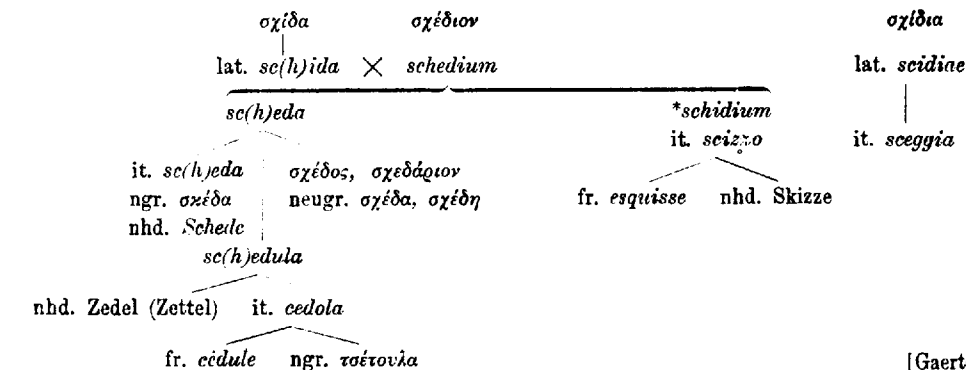 σχίδα σχέδιον σχίδια
lat. sc(h)ida × schedium lat. scidiae
sc(h)eda *schidium
it. scizzo it. sceggia
it. sc(h)eda σχέδος, σχεδάριον
ngr. σκέδα neugr. σχέδα, σχέδη fr. esquisse nhd. Skizze
nhd. Schede
sc(h)edula
nhd. Zedel (Zettel) it. cedola
fr. cédule ngr. τσέτουλα [Gaert